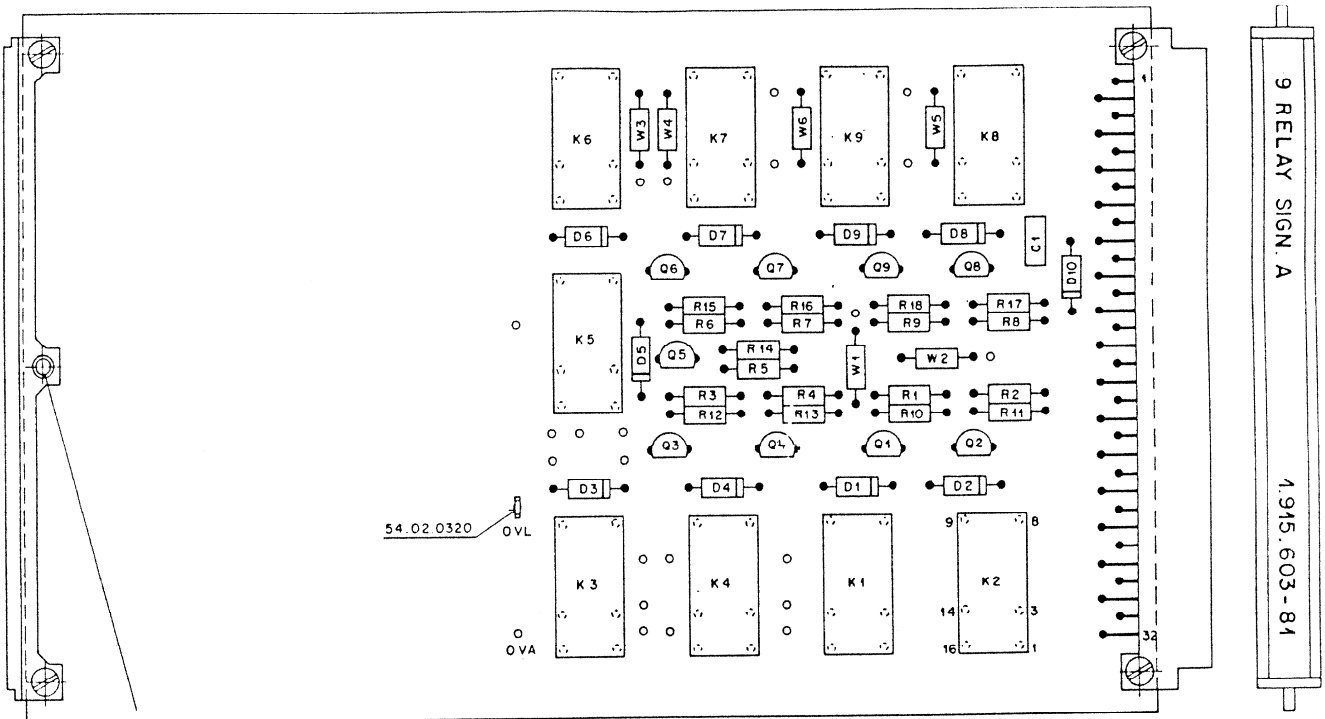 1
K6
W3
W4
K7
W6
K9
W5
K8
D6
D7
D9
D8
C1
D10
Q6
Q7
Q9
Q8
R15
R16
R18
R17
R6
R7
R9
R8
K5
D5
Q5
R14
R5
W1
W2
R3
R4
R1
R2
R12
R13
R10
R11
Q3
Q4
Q1
Q2
D3
D4
D1
D2
54.02.0320
0VL
9
8
K3
K4
K1
K2
14
3
0VA
16
1
32
9 RELAY SIGN. A
1.915.603-81